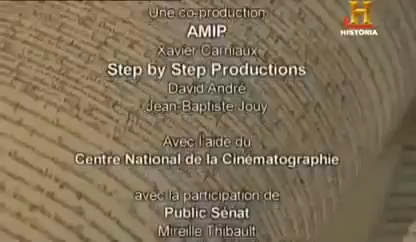 Une co-production
AMIP
Xavier Carniaux
Step by Step Productions
David André
Jean-Baptiste Jouy
Avec l'aide du
Centre National de la Cinématographie
avec la participation de
Public Sénat
Mireille Thibault
H
HISTORIA